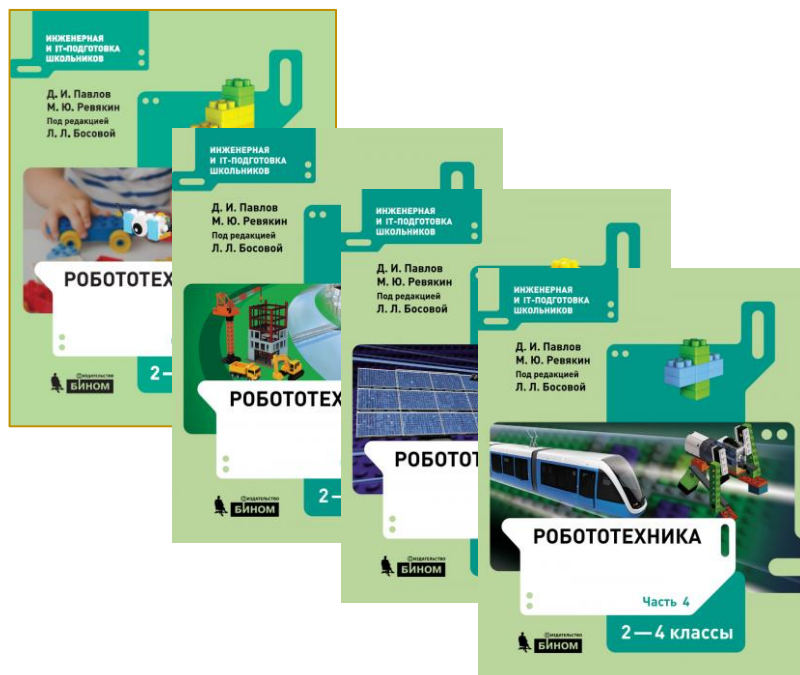 ИНЖЕНЕРНАЯ
И IT-ПОДГОТОВКА
ШКОЛЬНИКОВ
Д. И. Павлов
М. Ю. Ревякин
Под редакцией
Л. Л. Босовой
РОБОТОТЕХ
издательство
БИНОМ
2—
ИНЖЕНЕРНАЯ
И IT-ПОДГОТОВКА
ШКОЛЬНИКОВ
Д. И. Павлов
М. Ю. Ревякин
Под редакцией
Л. Л. Босовой
РОБОТОТЕХ
издательство
БИНОМ
2—
ИНЖЕНЕРНАЯ
И IT-ПОДГОТОВКА
ШКОЛЬНИКОВ
Д. И. Павлов
М. Ю. Ревякин
Под редакцией
Л. Л. Босовой
РОБОТОТ
издательство
БИНОМ
ИНЖЕНЕРНАЯ
И IT-ПОДГОТОВКА
ШКОЛЬНИКОВ
Д. И. Павлов
М. Ю. Ревякин
Под редакцией
Л. Л. Босовой
РОБОТОТЕХНИКА
Часть 4
2—4 классы
издательство
БИНОМ